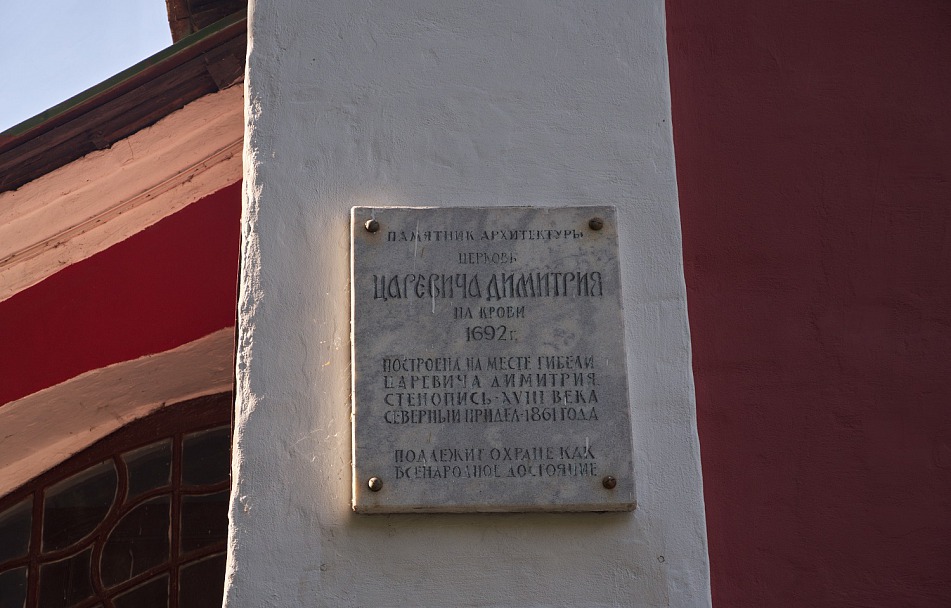 ПАМЯТНИК АРХИТЕКТУРЫ
ЦЕРКОВЬ
ЦАРЕВИЧА ДИМИТРИЯ
НА КРОВИ
1692 г.
ПОСТРОЕНА НА МЕСТЕ ГИБЕЛИ
ЦАРЕВИЧА ДИМИТРИЯ
СТЕНОПИСЬ-XVIII ВЕКА
СЕВЕРНЫЙ ПРИДЕЛ-1861 ГОДА
ПОДЛЕЖИТ ОХРАНЕ КАК
ВСЕНАРОДНОЕ ДОСТОЯНИЕ